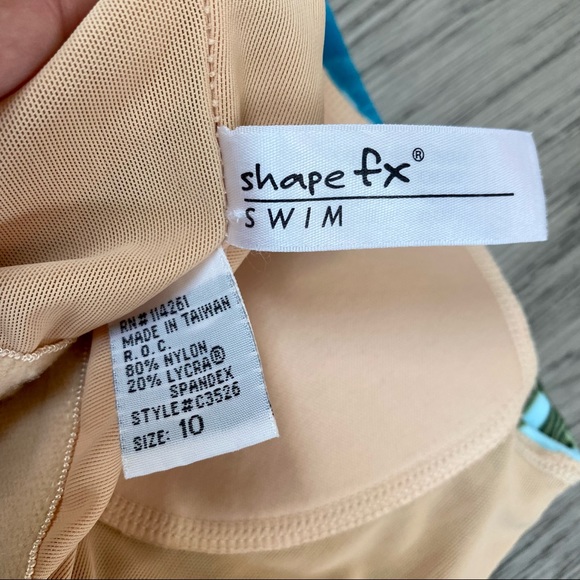 shape fx®
SWIM
RN# 114261
MADE IN TAIWAN
R.O.C.
80% NYLON
20% LYCRA®
SPANDEX
STYLE#C3526
SIZE: 10